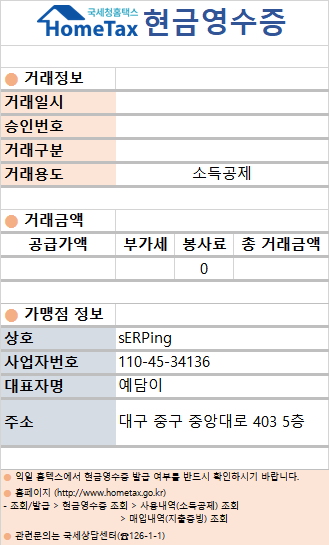 국세청홈택스
HomeTax 현금영수증
거래정보
거래일시
승인번호
거래구분
거래용도 소득공제
거래금액
공급가액 부가세 봉사료 총 거래금액
0
가맹점 정보
상호 sERPing
사업자번호 110-45-34136
대표자명 예담이
주소 대구 중구 중앙대로 403 5층
익일 홈택스에서 현금영수증 발급 여부를 반드시 확인하시기 바랍니다.
홈페이지 (http://www.hometax.go.kr)
- 조회/발급 > 현금영수증 조회 > 사용내역(소득공제) 조회
> 매입내역(지출증빙) 조회
관련문의는 국세상담센터(☎126-1-1)